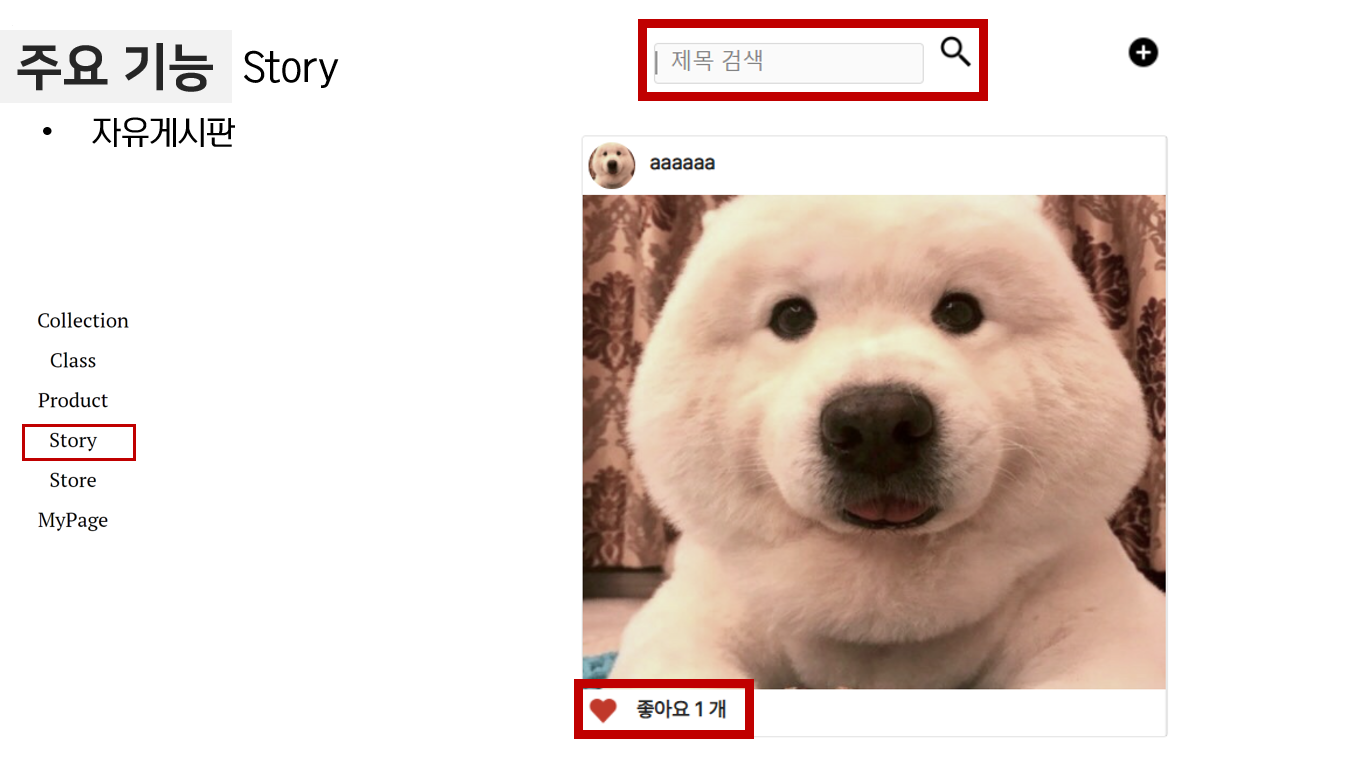 주요 기능 Story
• 자유게시판
Collection
Class
Product
Story
Store
MyPage
제목 검색
aaaaaa
좋아요 1 개